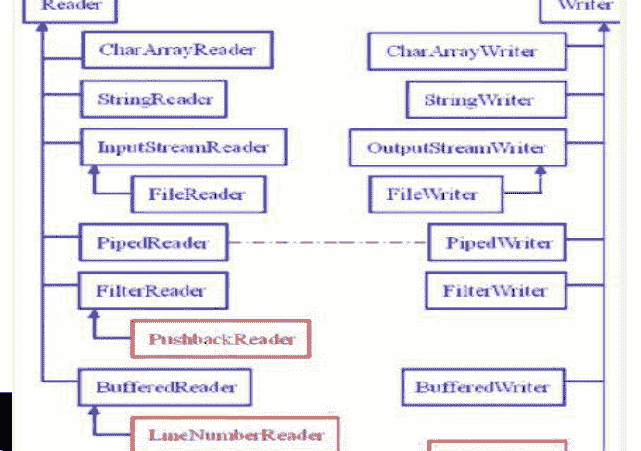 Reader
Writer
CharArrayReader
CharArrayWriter
StringReader
StringWriter
InputStreamReader
OutputStreamWriter
FileReader
FileWriter
PipedReader
PipedWriter
FilterReader
FilterWriter
PushbackReader
BufferedReader
BufferedWriter
LineNumberReader